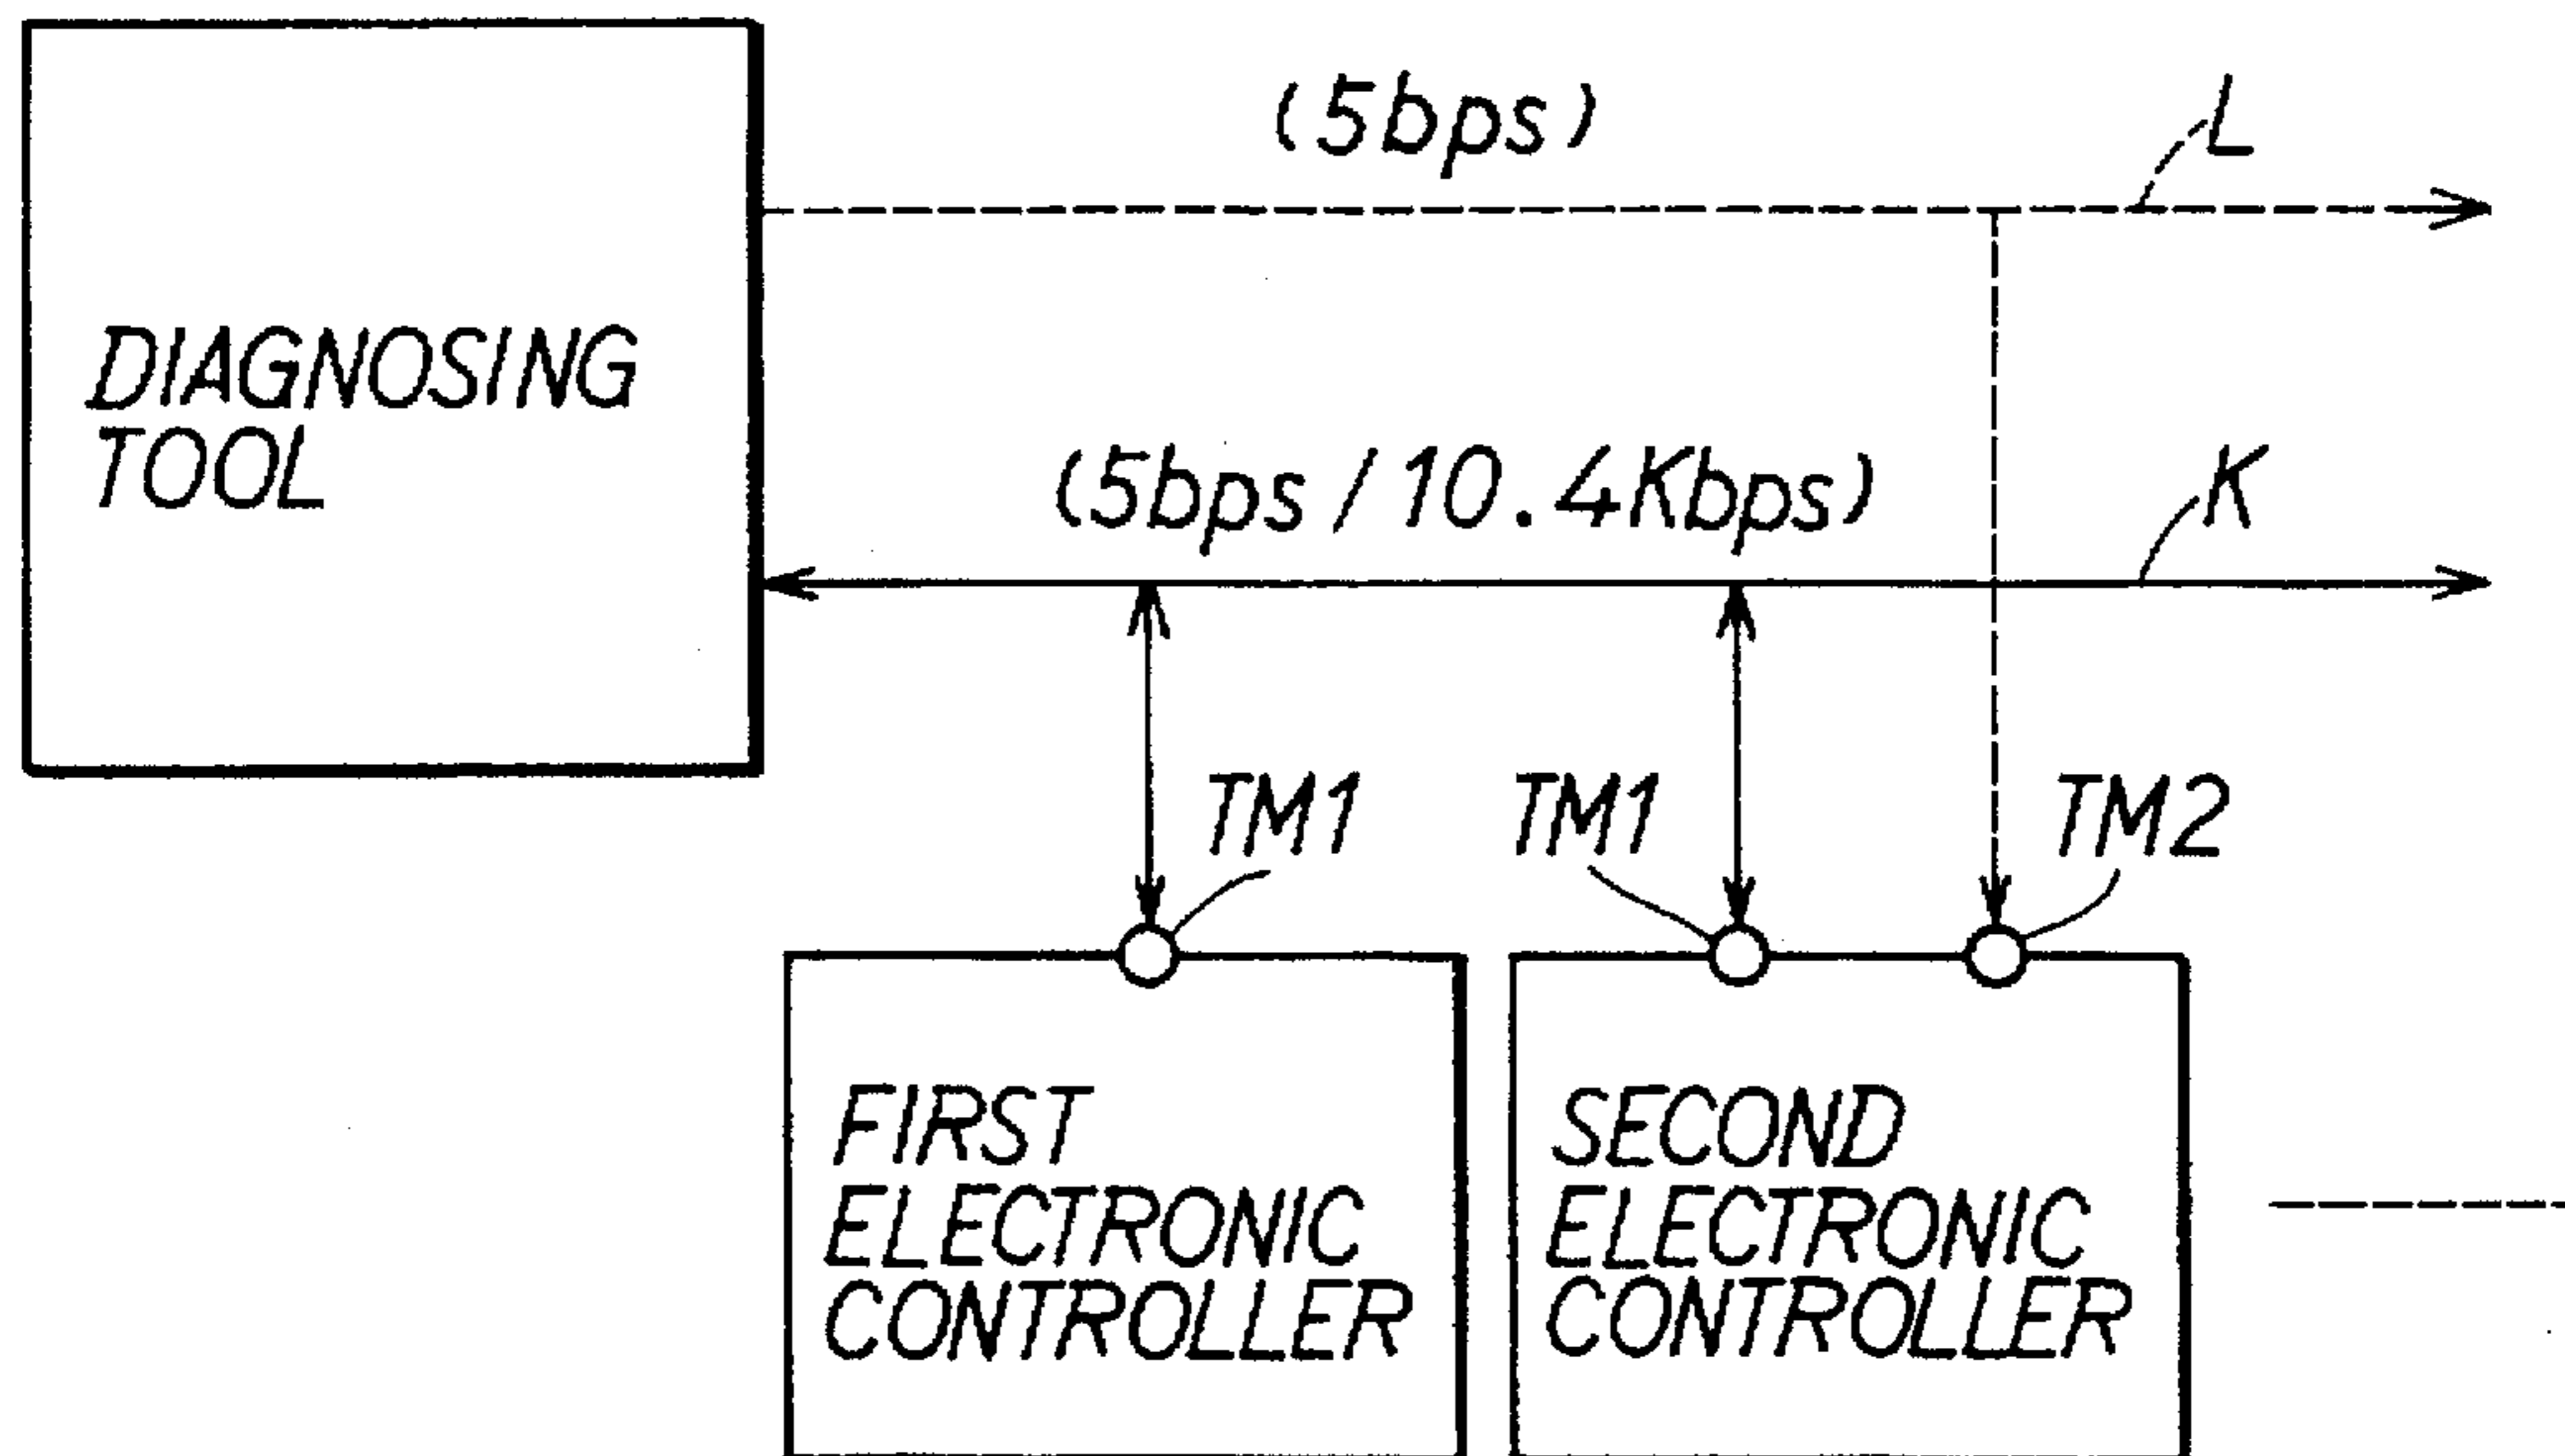 (5bps)
L
DIAGNOSING
TOOL
(5bps/10.4Kbps)
K
TM1
TM1
TM2
FIRST
ELECTRONIC
CONTROLLER
SECOND
ELECTRONIC
CONTROLLER